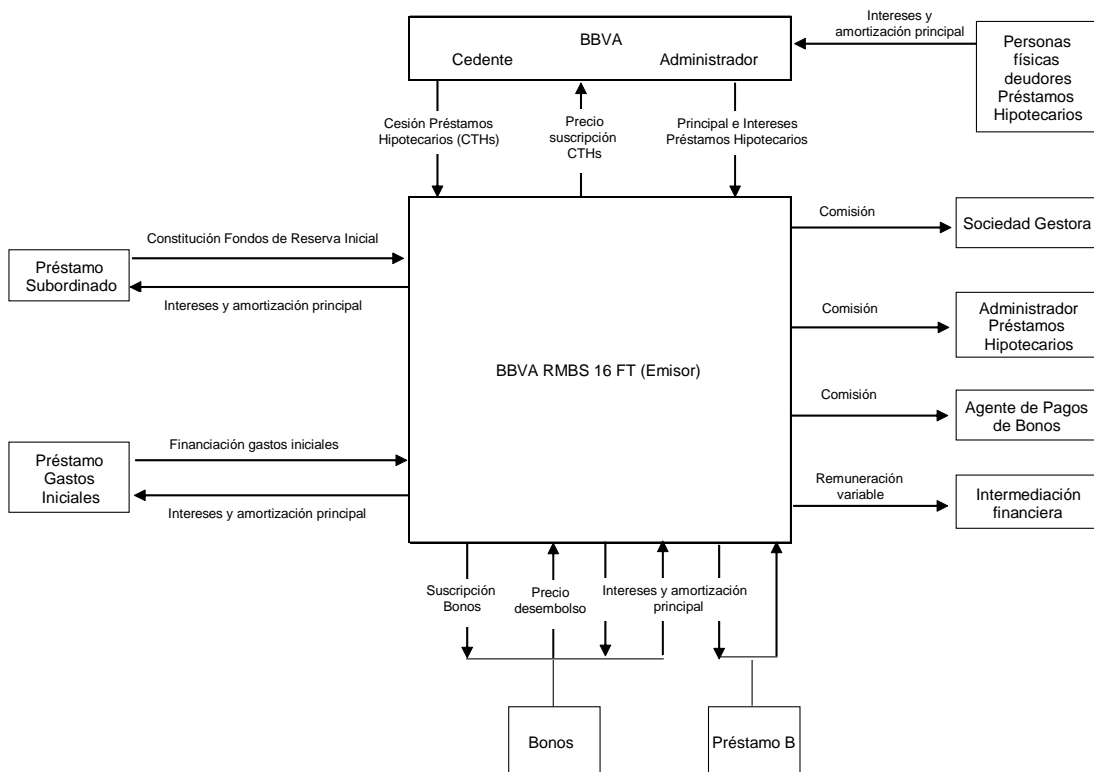 BBVA
Cedente
Administrador
Intereses y
amortización principal
Personas
físicas
deudores
Préstamos
Hipotecarios
Cesión Préstamos
Hipotecarios (CTHs)
Precio
suscripción
CTHs
Principal e Intereses
Préstamos Hipotecarios
Constitución Fondos de Reserva Inicial
Préstamo
Subordinado
Intereses y amortización principal
BBVA RMBS 16 FT (Emisor)
Comisión
Sociedad Gestora
Comisión
Administrador
Préstamos
Hipotecarios
Comisión
Agente de Pagos
de Bonos
Financiación gastos iniciales
Préstamo
Gastos
Iniciales
Intereses y amortización principal
Remuneración
variable
Intermediación
financiera
Suscripción
Bonos
Precio
desembolso
Intereses y amortización
principal
Bonos
Préstamo B